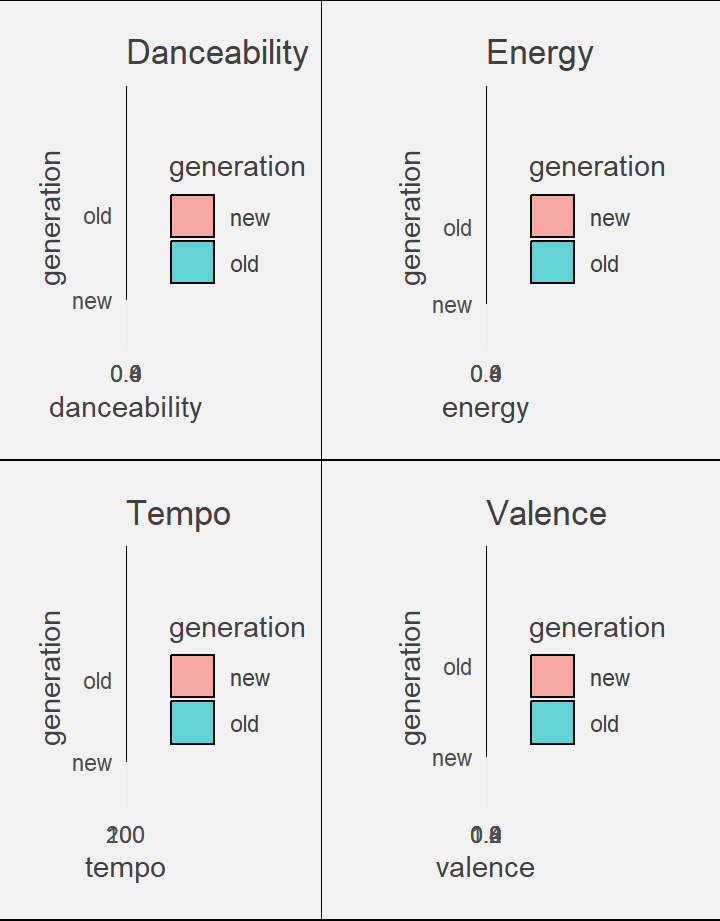 Danceability
generation
old
new
generation
new
old
danceability
Energy
generation
old
new
generation
new
old
energy
Tempo
generation
old
new
generation
new
old
tempo
Valence
generation
old
new
generation
new
old
valence